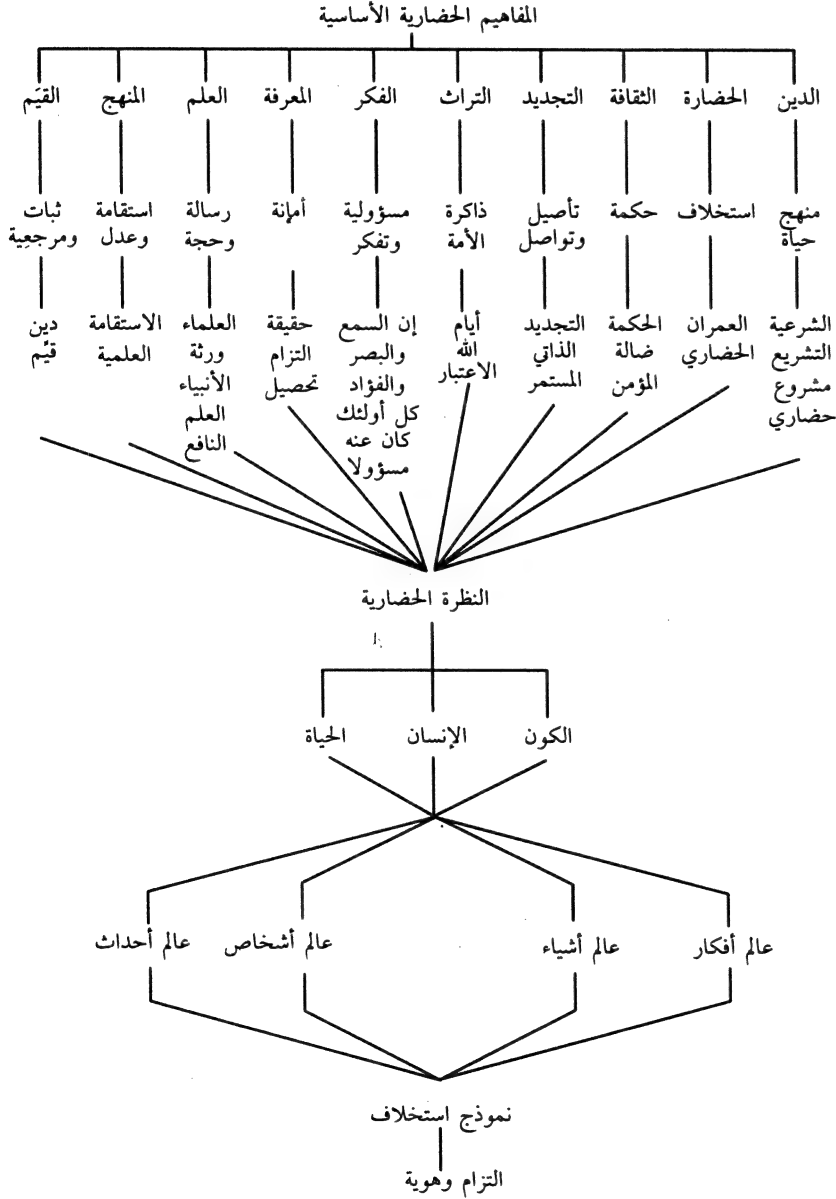 المفاهيم الحضارية الأساسية
الدين
الحضارة
الثقافة
التجديد
التراث
الفكر
المعرفة
العلم
المنهج
القيَم
منهج
حياة
استخلاف
حكمة
تأصيل
وتواصل
ذاكرة
الأمة
مسؤولية
وتفكر
أمانة
رسالة
وحجة
استقامة
وعدل
ثبات
ومرجعية
الشرعية
التشريع
مشروع
حضاري
العمران
الحضاري
الحكمة
ضالة
المؤمن
التجديد
الذاتي
المستمر
أيام
الله
الاعتبار
إن السمع
والبصر
والفؤاد
كل أولئك
كان عنه
مسؤولا
حقيقة
التزام
تحصيل
العلماء
ورثة
الأنبياء
العلم
النافع
الاستقامة
العلمية
دين
قيِّم
النظرة الحضارية
الكون
الإنسان
الحياة
عالم أفكار
عالم أشياء
عالم أشخاص
عالم أحداث
نموذج استخلاف
التزام وهوية